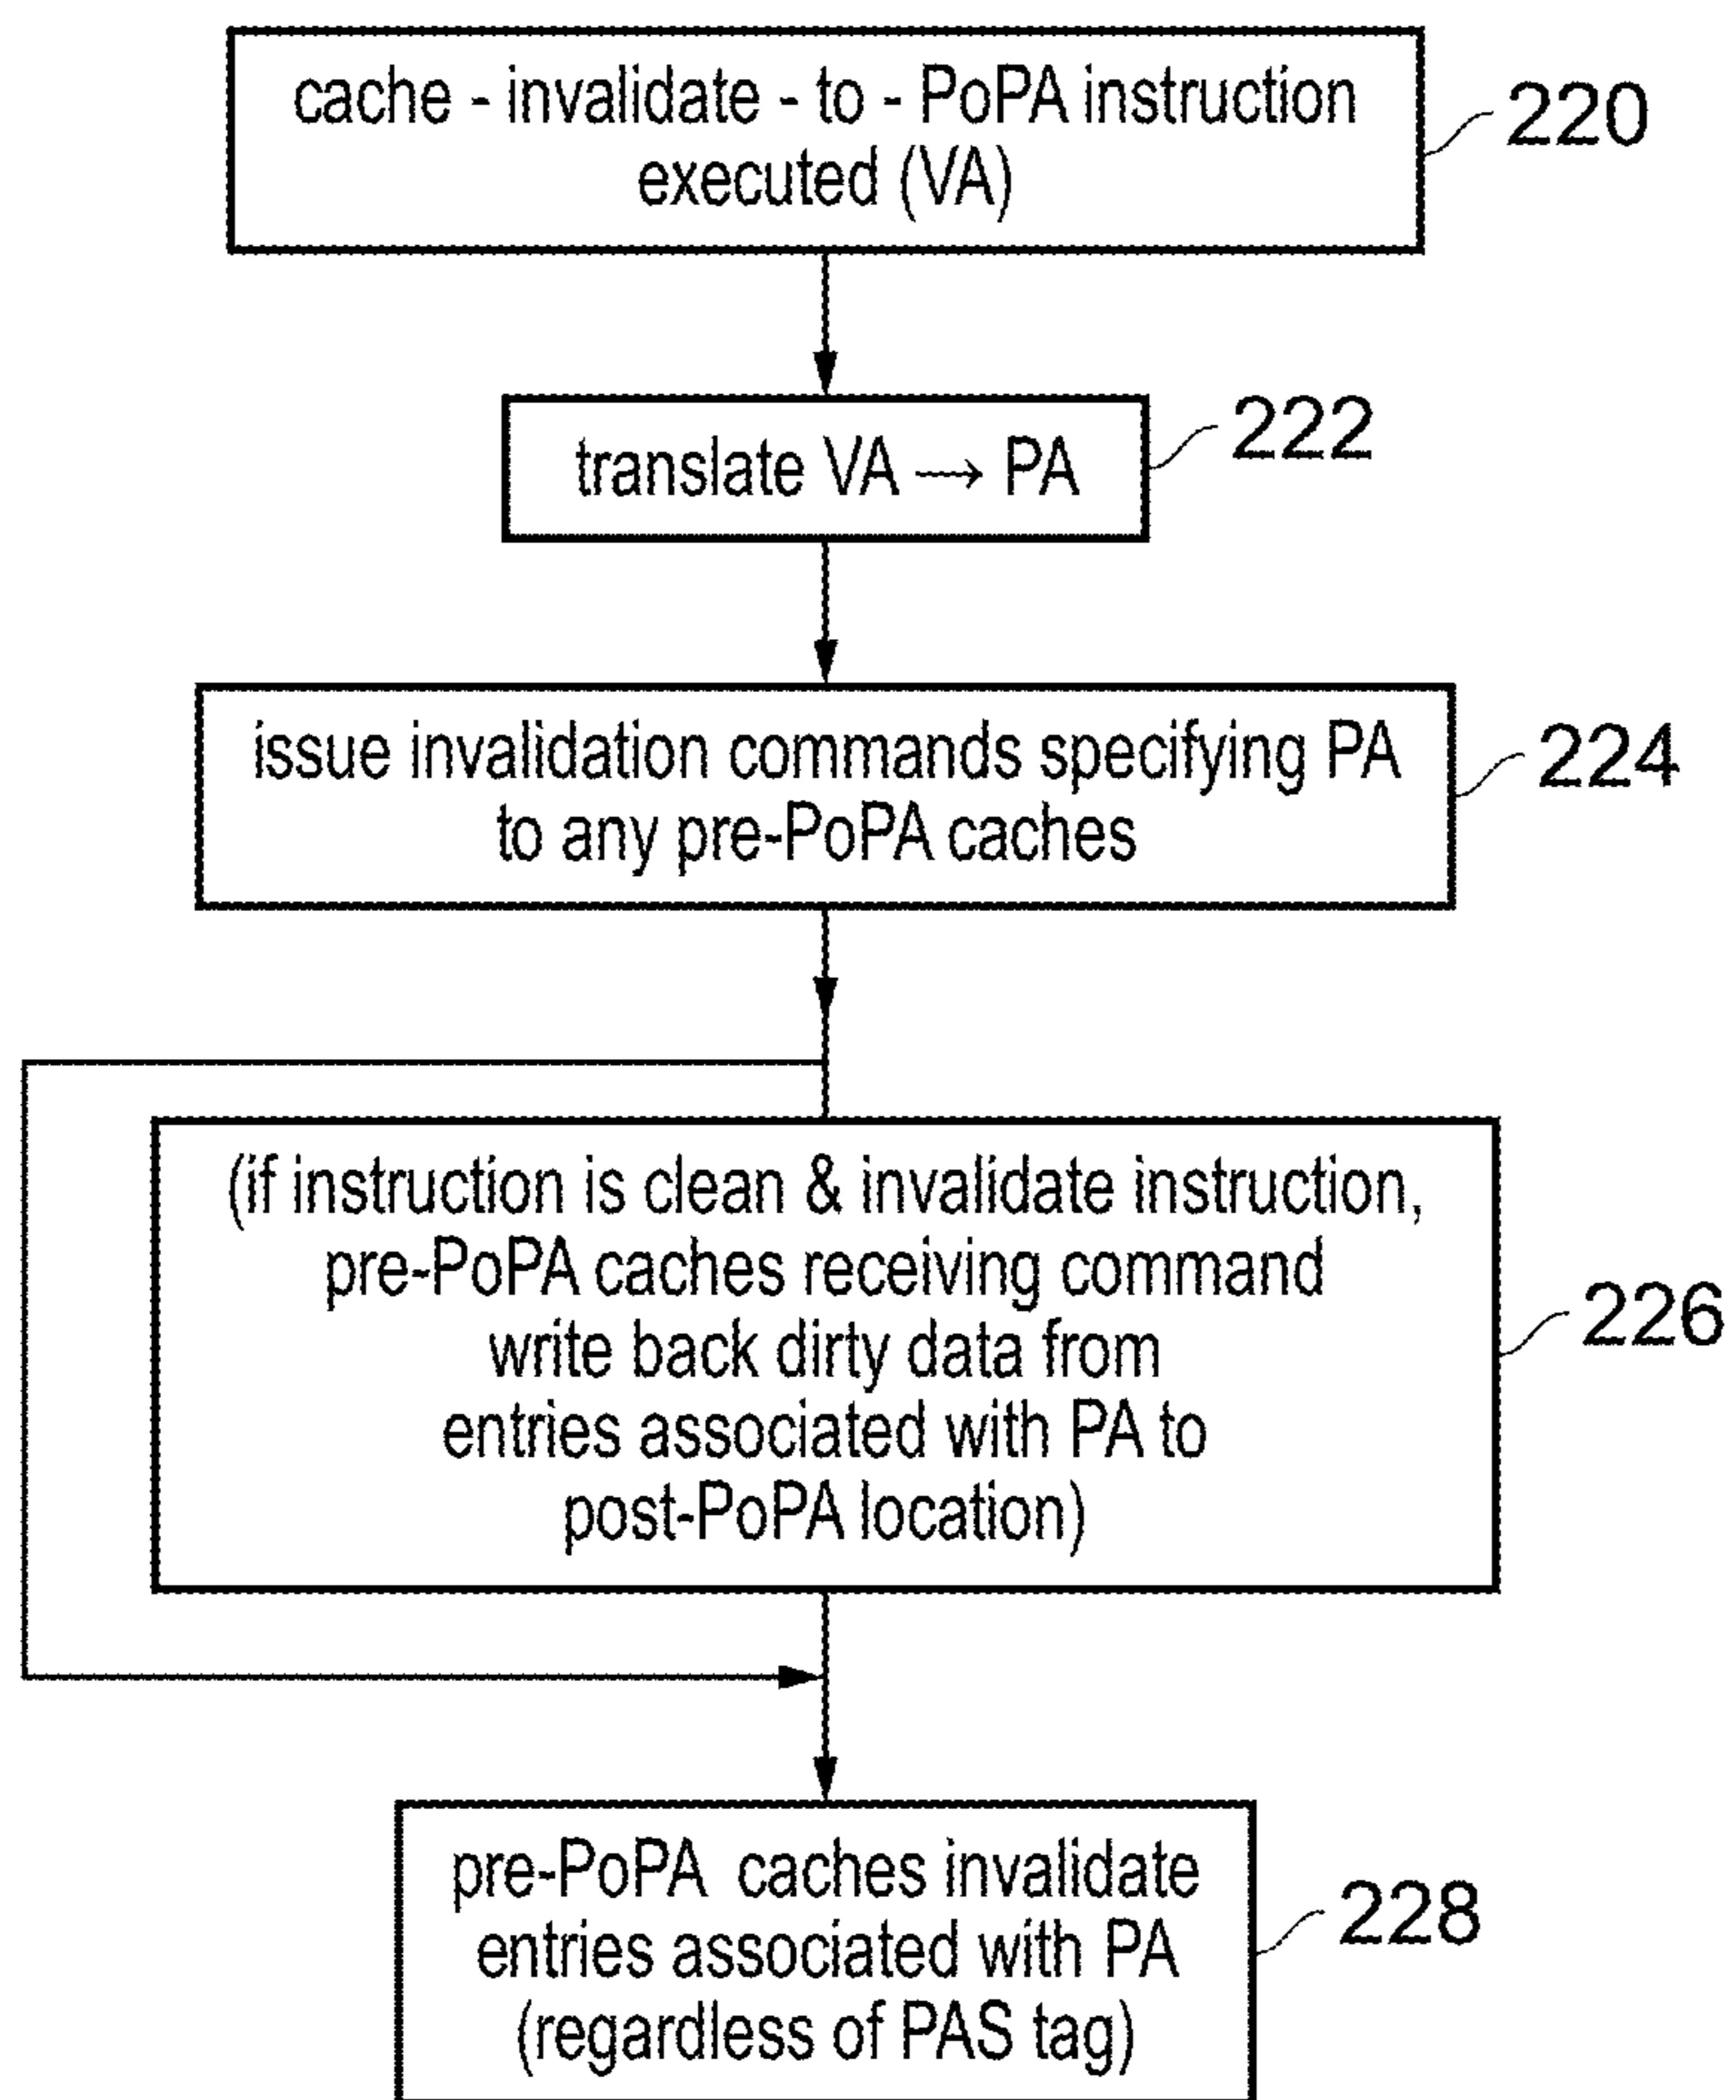 cache - invalidate - to - PoPA instruction
executed (VA)
220
translate VA → PA
222
issue invalidation commands specifying PA
to any pre-PoPA caches
224
(if instruction is clean & invalidate instruction,
pre-PoPA caches receiving command
write back dirty data from
entries associated with PA to
post-PoPA location)
226
pre-PoPA caches invalidate
entries associated with PA
(regardless of PAS tag)
228